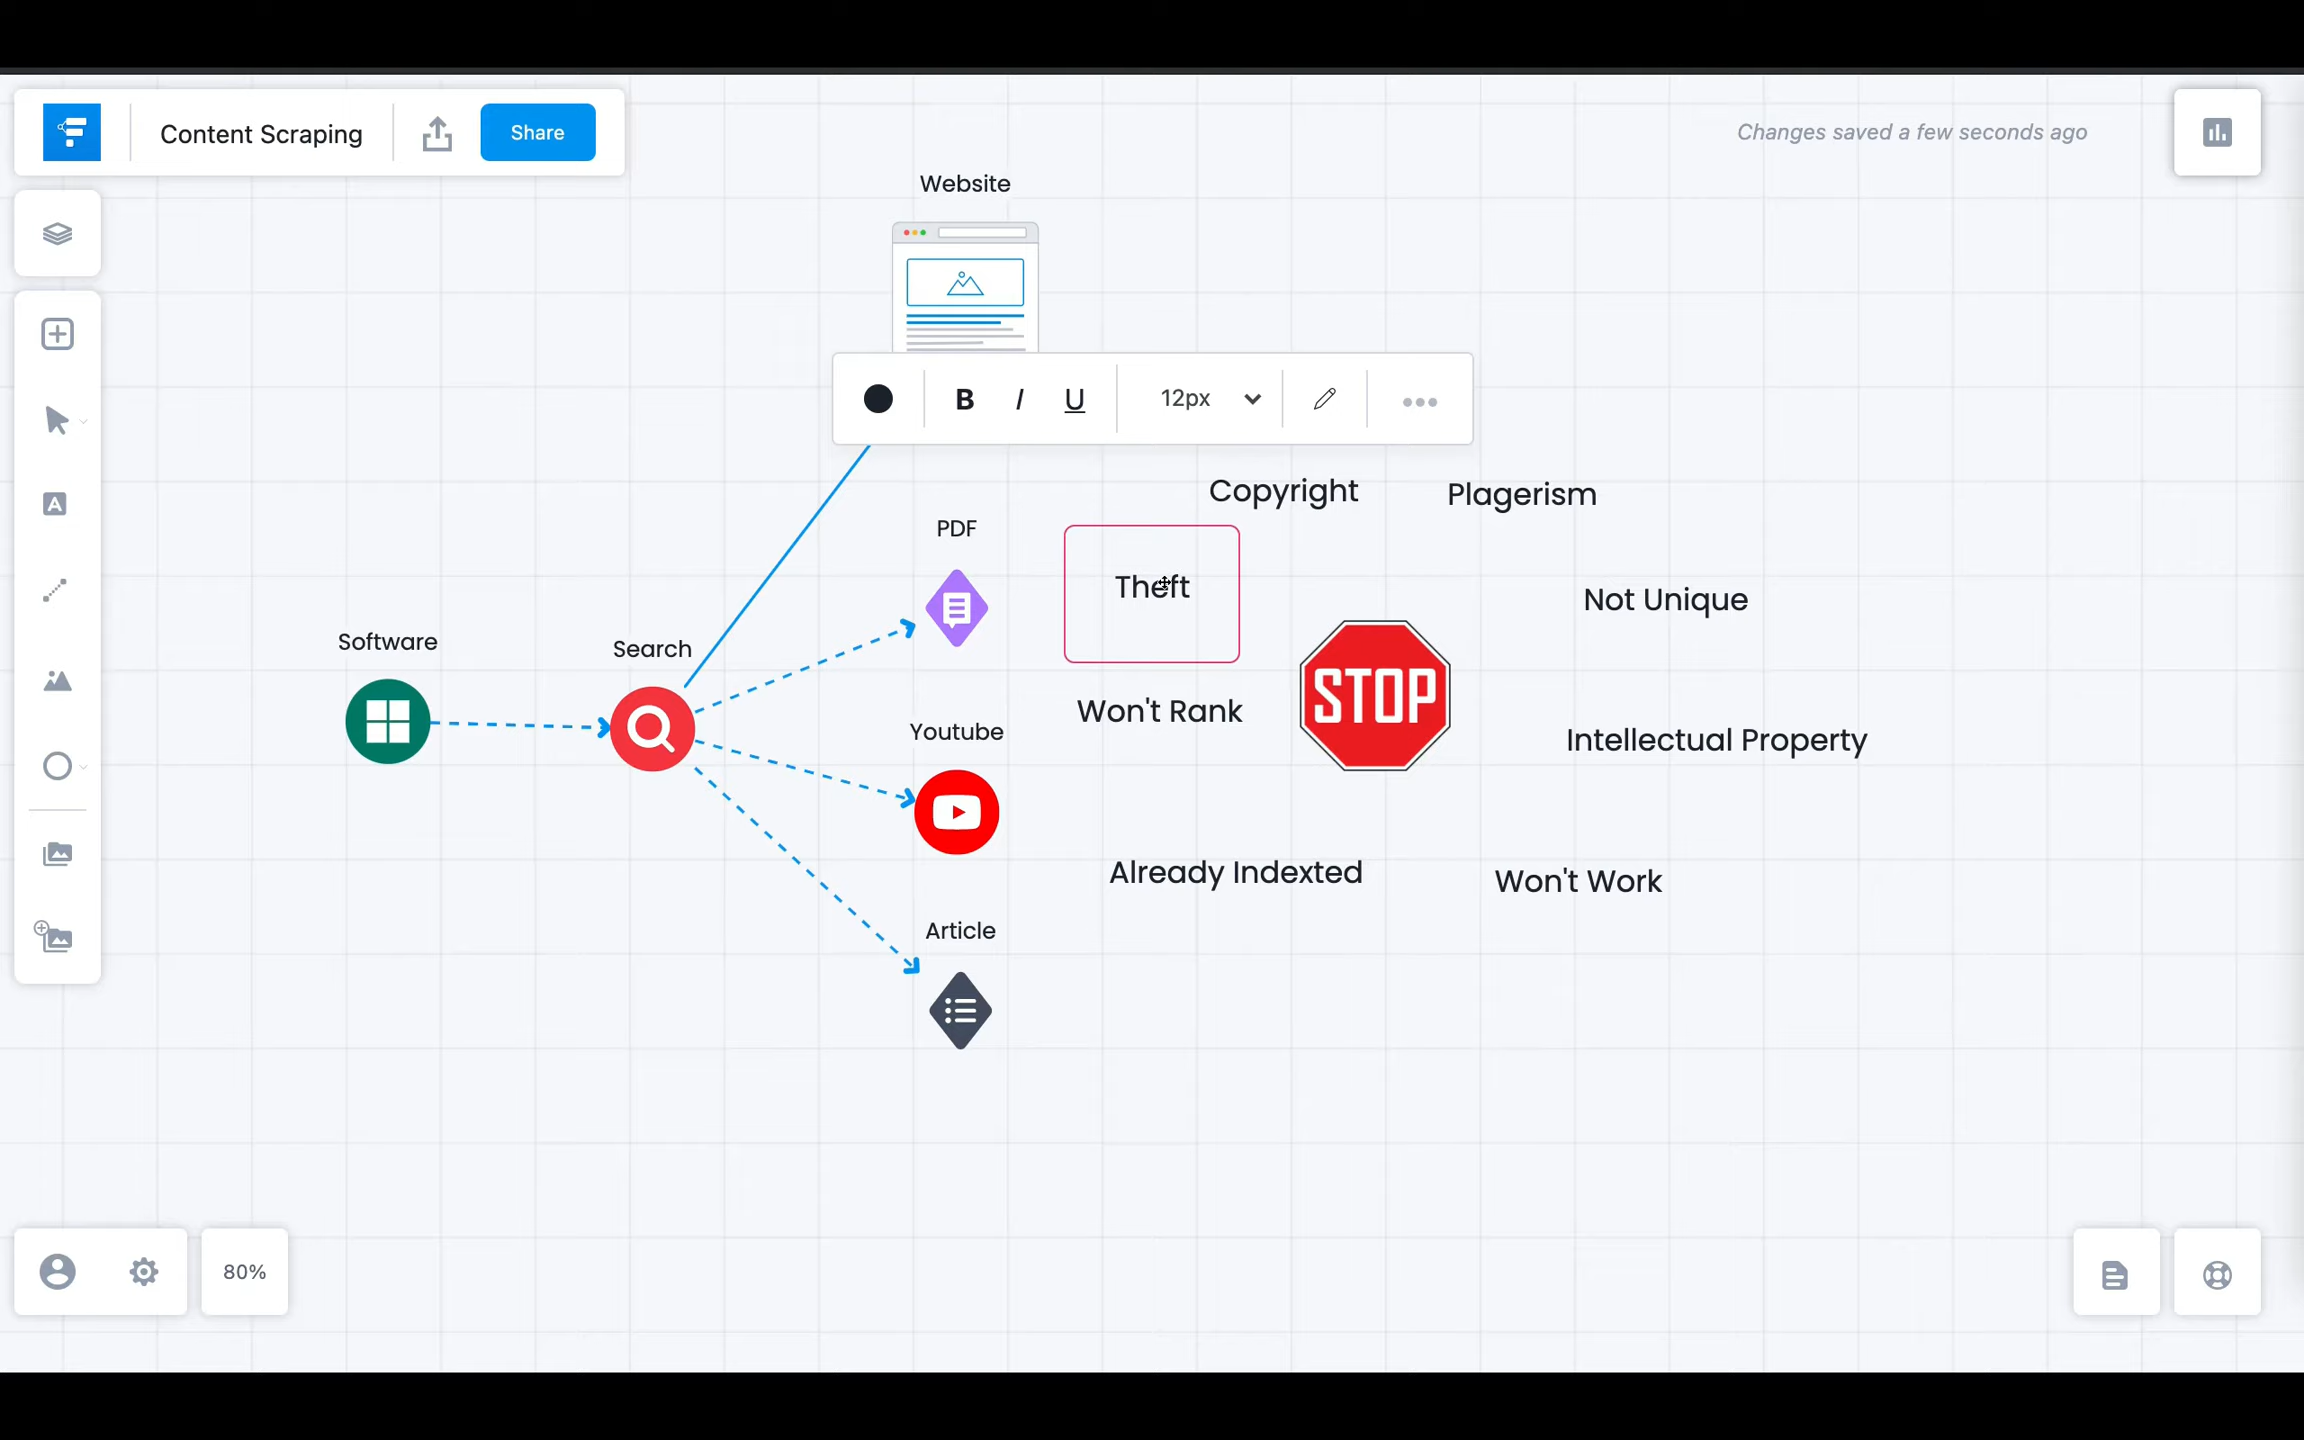 Content Scraping
Share
Changes saved a few seconds ago
Website
B I U 12px
Copyright
Plagerism
PDF
Theft
Not Unique
Software
Search
STOP
Won't Rank
Youtube
Intellectual Property
Already Indexted
Won't Work
Article
80%